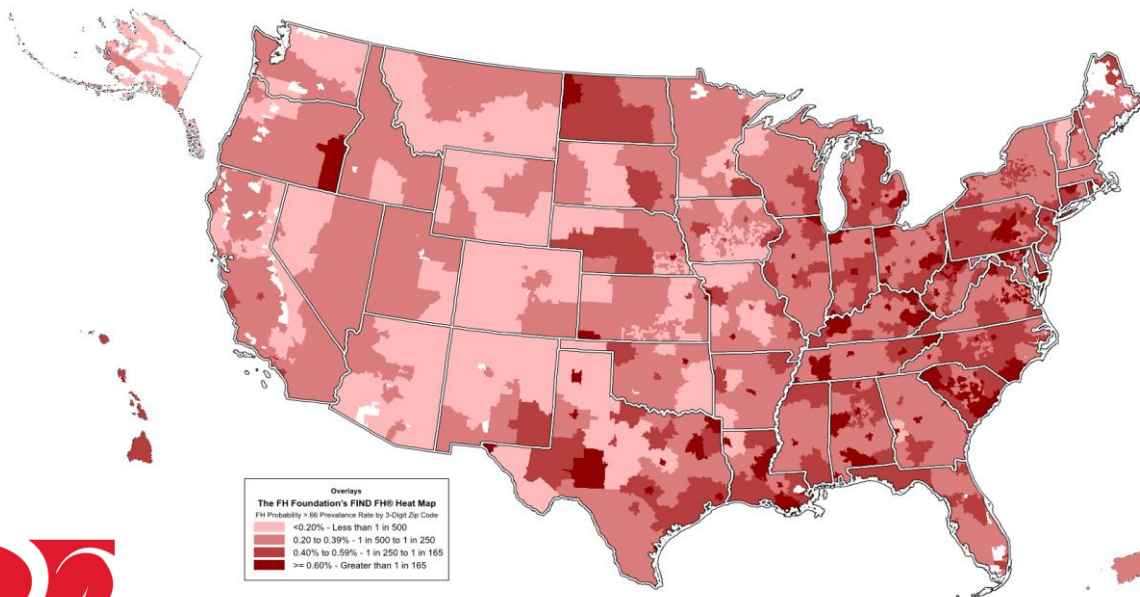 Overlays
The FH Foundation's FIND FH® Heat Map
FH Probability >.66 Prevalance Rate by 3-Digit Zip Code
<0.20% - Less than 1 in 500
0.20 to 0.39% - 1 in 500 to 1 in 250
0.40% to 0.59% - 1 in 250 to 1 in 165
>= 0.60% - Greater than 1 in 165